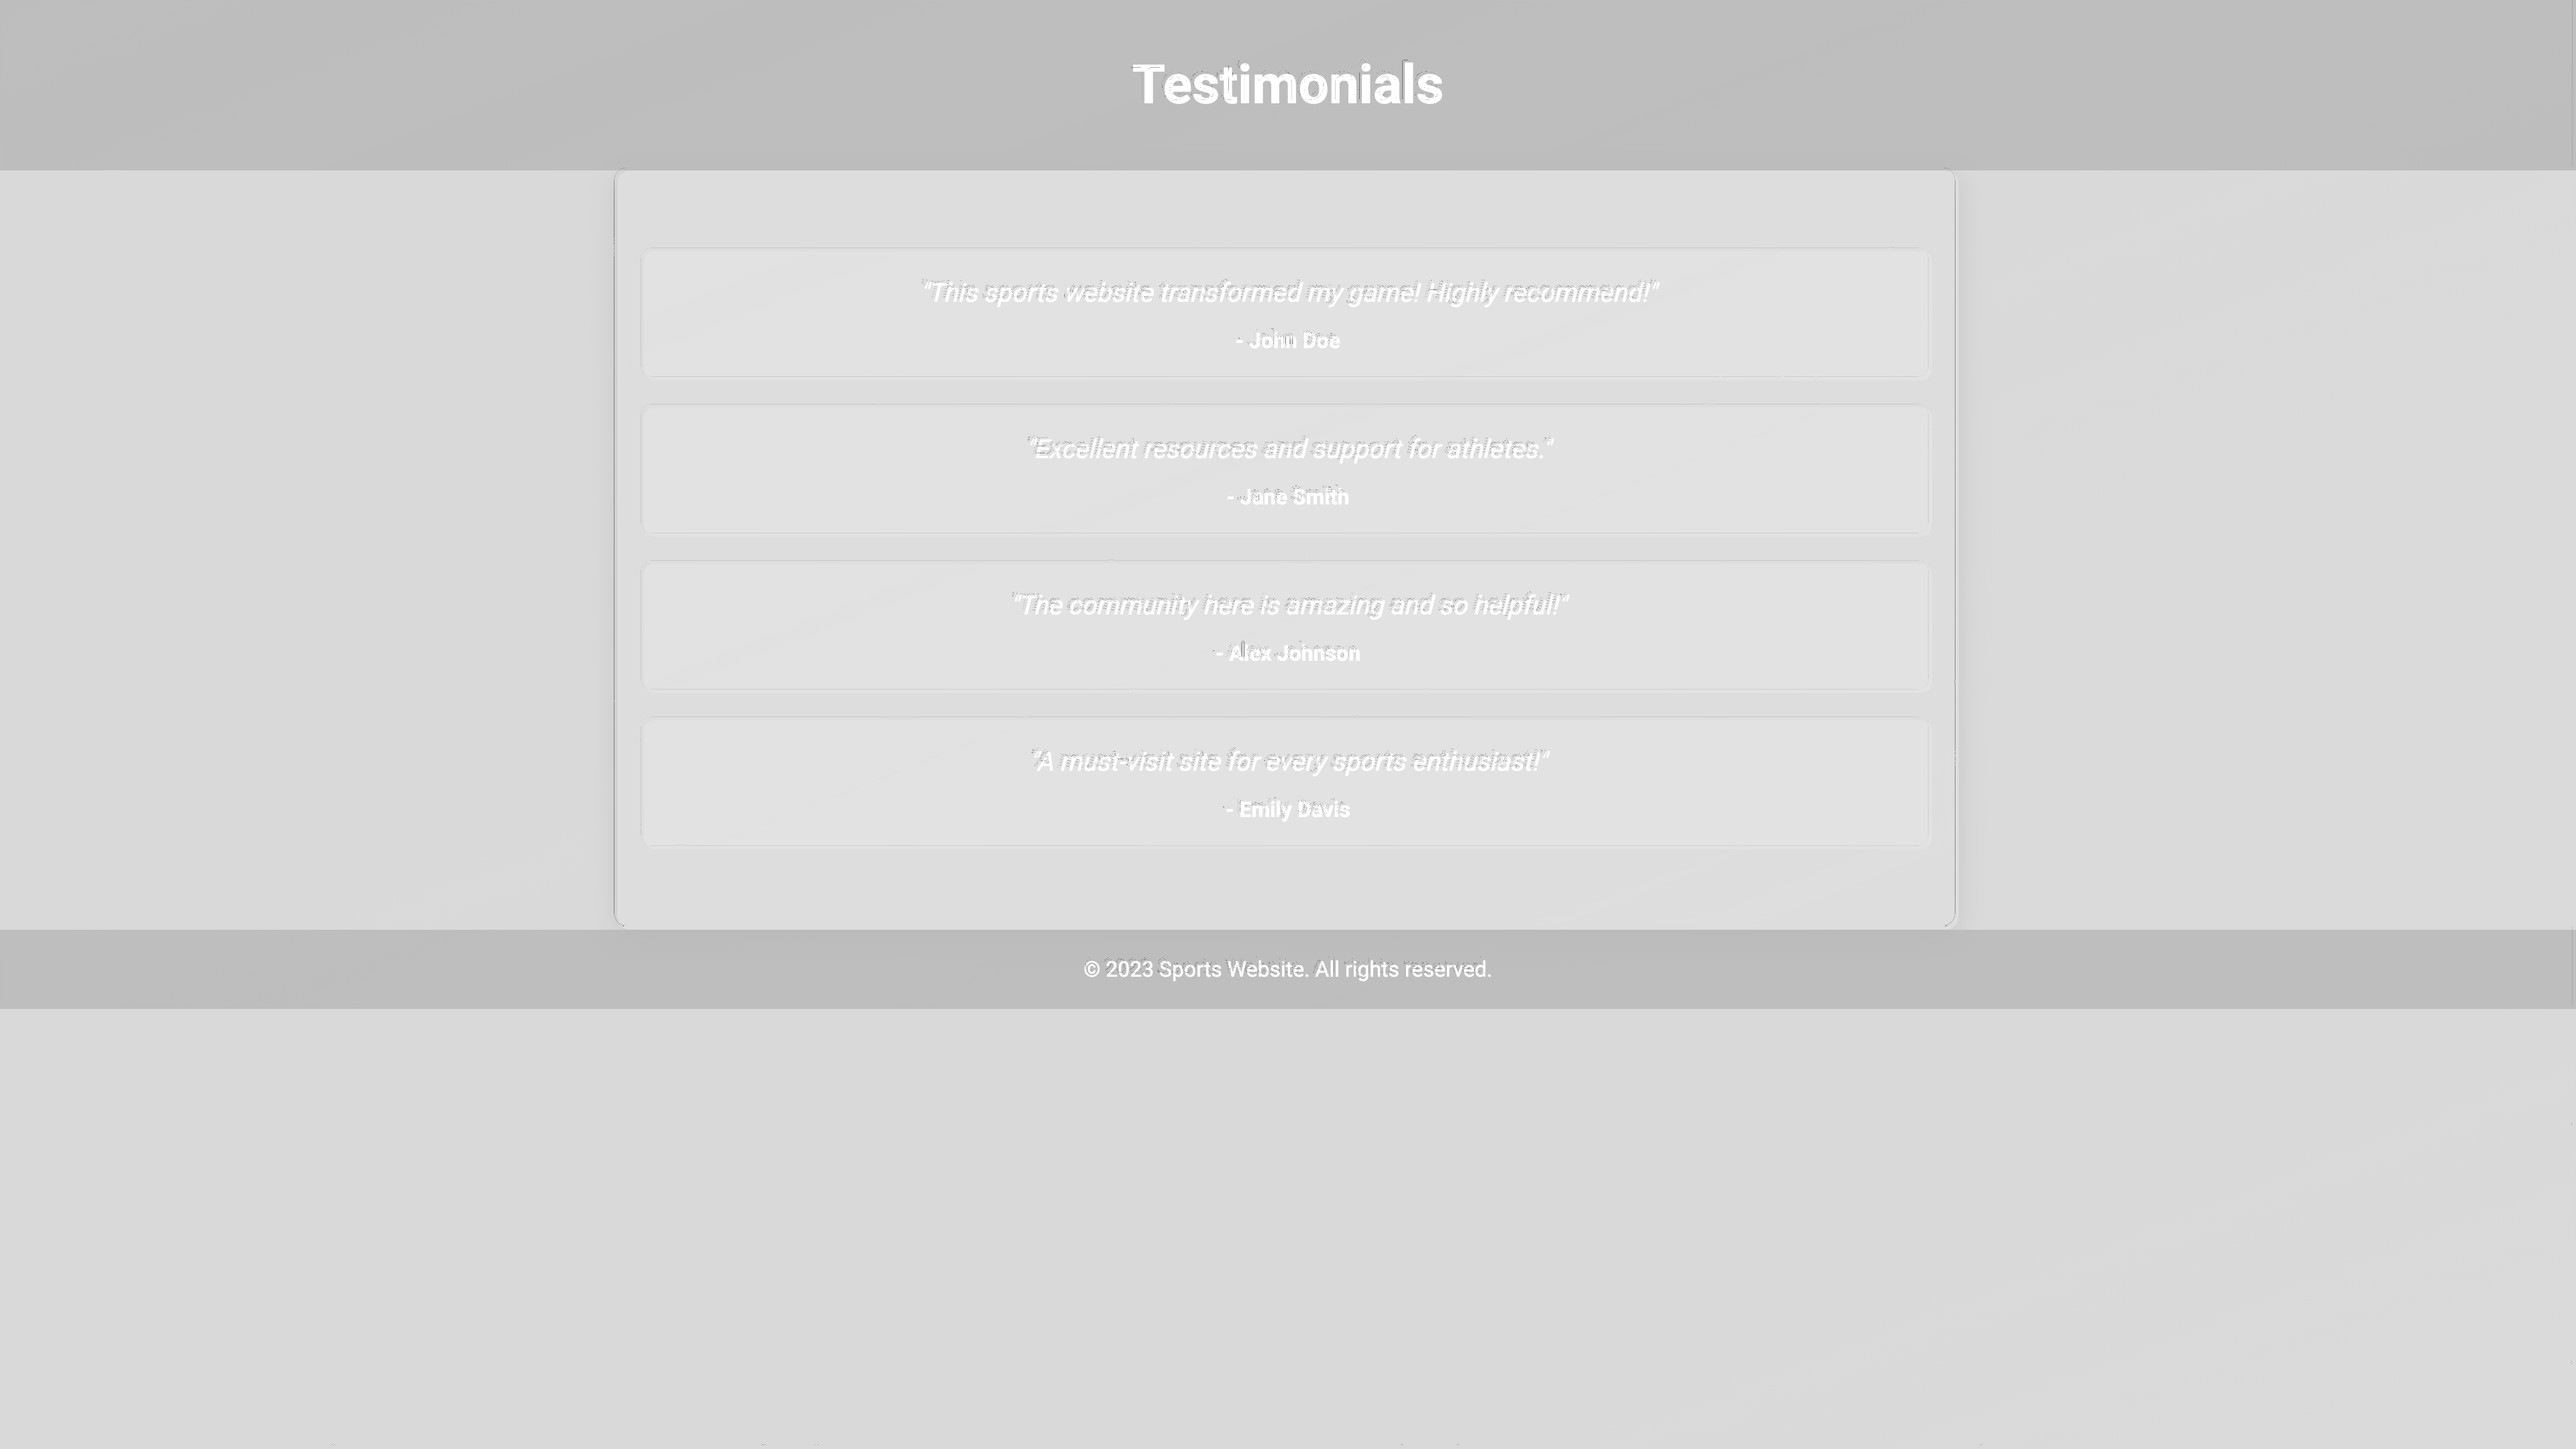 Testimonials
"This sports website transformed my game! Highly recommend!"
- John Doe
"Excellent resources and support for athletes."
- Jane Smith
"The community here is amazing and so helpful!"
- Alex Johnson
"A must-visit site for every sports enthusiast!"
- Emily Davis
© 2023 Sports Website. All rights reserved.